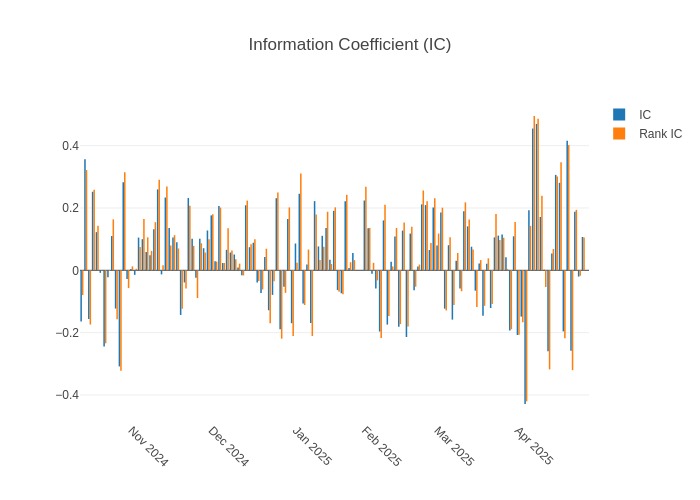 Information Coefficient (IC)
IC
Rank IC
0.4
0.2
0
−0.2
−0.4
Nov 2024
Dec 2024
Jan 2025
Feb 2025
Mar 2025
Apr 2025